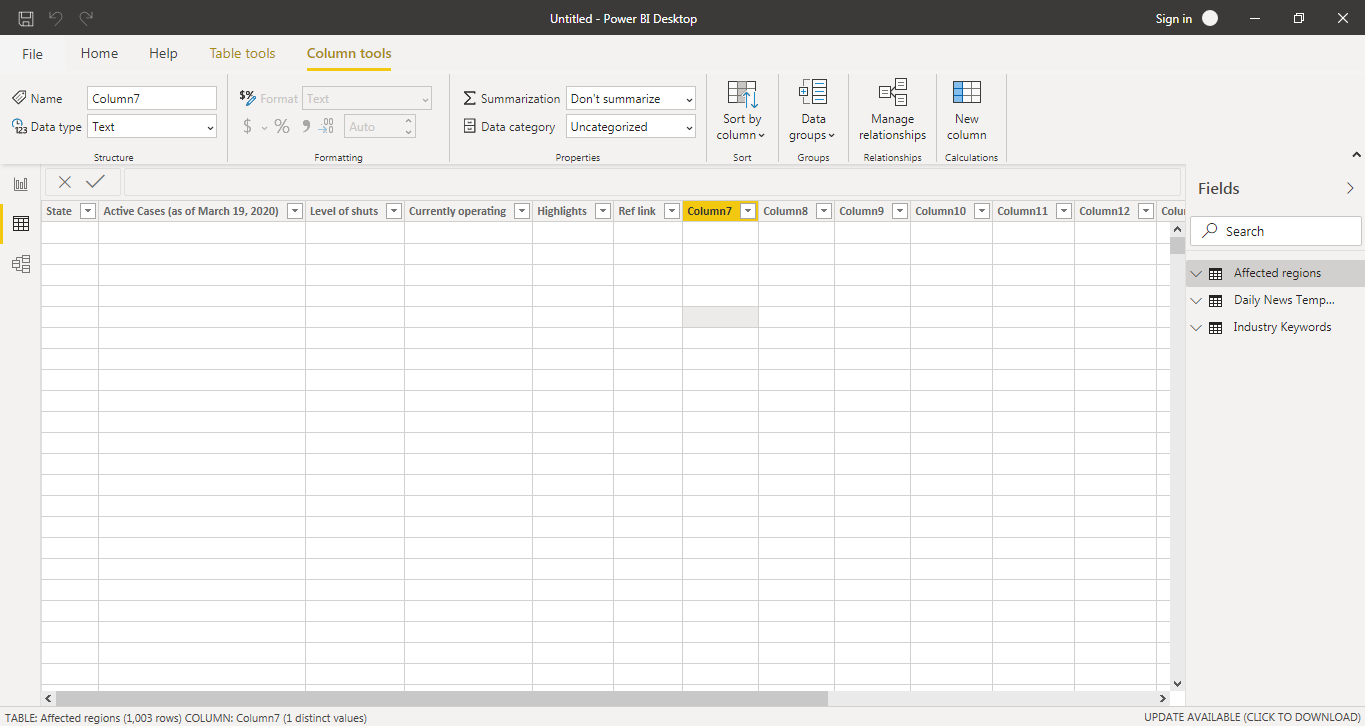 Untitled - Power BI Desktop
Sign in
File Home Help Table tools Column tools
Name Column7
Data type Text
Structure
Format Text
$ % Auto
Formatting
Summarization Don't summarize
Data category Uncategorized
Properties
Sort by
column
Sort
Data
groups
Groups
Manage
relationships
Relationships
New
column
Calculations
State Active Cases (as of March 19, 2020) Level of shuts Currently operating Highlights Ref link Column7 Column8 Column9 Column10 Column11 Column12 Colu
Fields
Search
Affected regions
Daily News Temp...
Industry Keywords
TABLE: Affected regions (1,003 rows) COLUMN: Column7 (1 distinct values)
UPDATE AVAILABLE (CLICK TO DOWNLOAD)